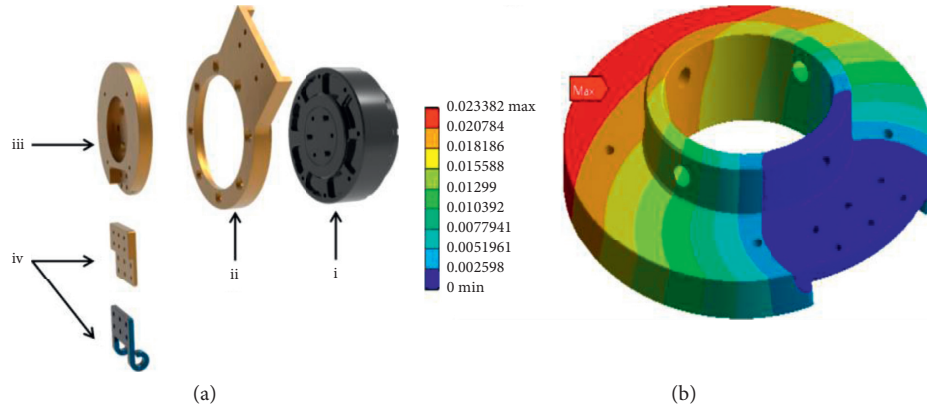 iii
iv
ii
i
0.023382 max
0.020784
0.018186
0.015588
0.01299
0.010392
0.0077941
0.0051961
0.002598
0 min
Max
(a)
(b)